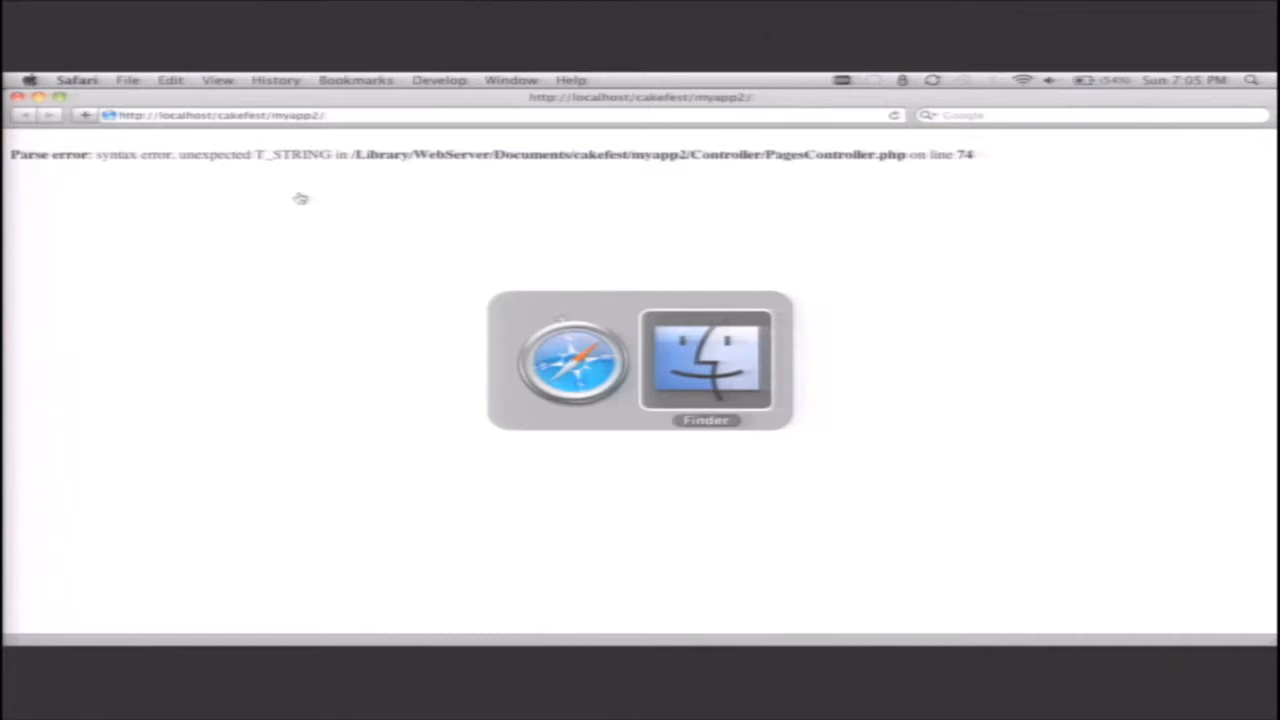 Safari File Edit View History Bookmarks Develop Window Help (54%) Sun 7:05 PM
http://localhost/cakefest/myapp2/
http://localhost/cakefest/myapp2/ Google
Parse error: syntax error, unexpected T_STRING in /Library/WebServer/Documents/cakefest/myapp2/Controller/PagesController.php on line 74
Finder